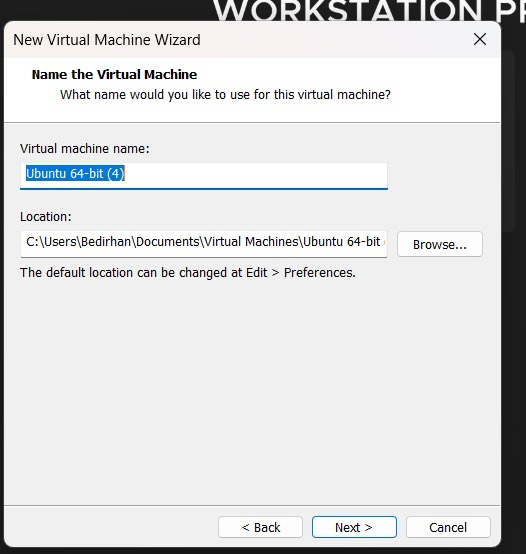 WORKSTATION
New Virtual Machine Wizard
Name the Virtual Machine
What name would you like to use for this virtual machine?
Virtual machine name:
Ubuntu 64-bit (4)
Location:
C:\Users\Bedirhan\Documents\Virtual Machines\Ubuntu 64-bit
Browse...
The default location can be changed at Edit > Preferences.
< Back
Next >
Cancel